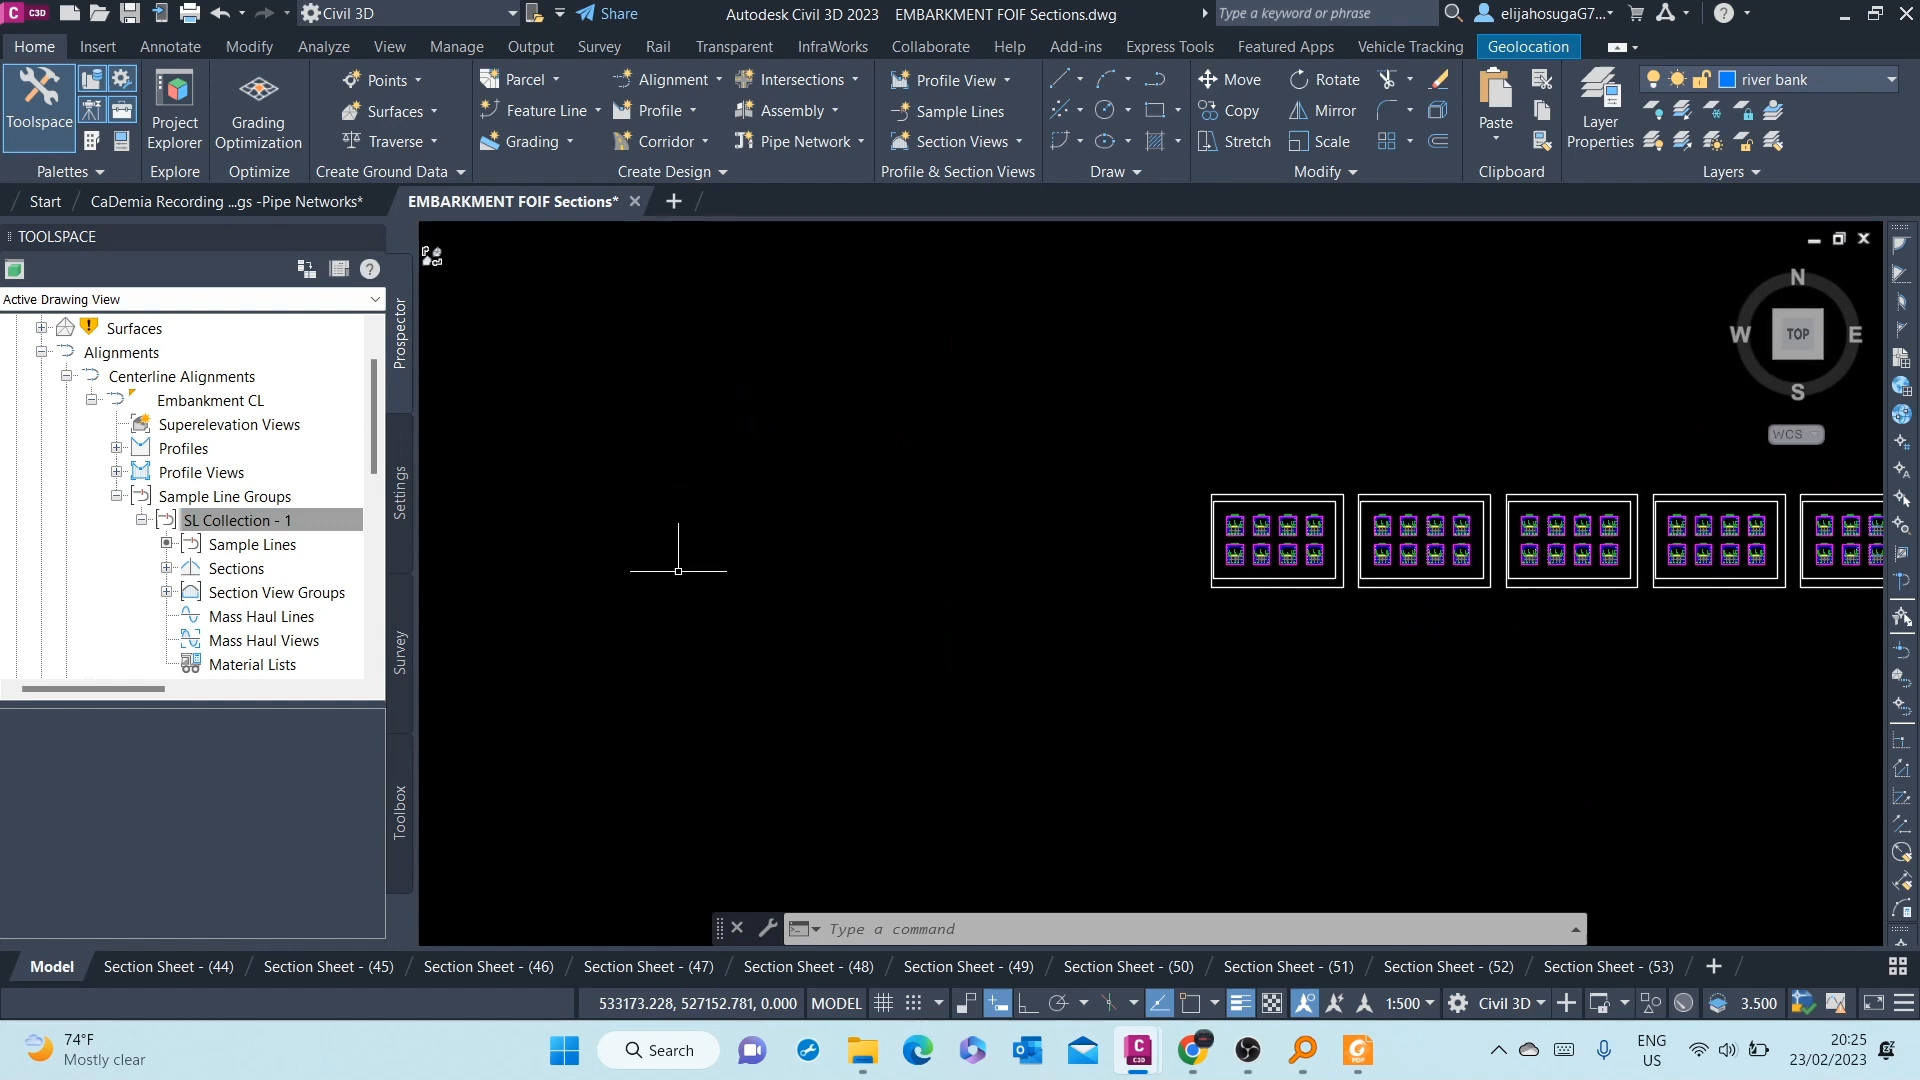 C3D
Civil 3D
Share
Autodesk Civil 3D 2023 EMBARKMENT FOIF Sections.dwg
Type a keyword or phrase
elijahosugaG7...
Home Insert Annotate Modify Analyze View Manage Output Survey Rail Transparent InfraWorks Collaborate Help Add-ins Express Tools Featured Apps Vehicle Tracking Geolocation
Toolspace
Project Explorer
Grading Optimization
Points
Surfaces
Traverse
Parcel
Feature Line
Grading
Alignment
Profile
Corridor
Intersections
Assembly
Pipe Network
Profile View
Sample Lines
Section Views
Move
Copy
Stretch
Rotate
Mirror
Scale
Paste
Layer Properties
river bank
Palettes Explore Optimize Create Ground Data Create Design Profile & Section Views Draw Modify Clipboard Layers
Start CaDemia Recording ...gs -Pipe Networks* EMBARKMENT FOIF Sections*
TOOLSPACE
Active Drawing View
Surfaces
Alignments
Centerline Alignments
Embankment CL
Superelevation Views
Profiles
Profile Views
Sample Line Groups
SL Collection - 1
Sample Lines
Sections
Section View Groups
Mass Haul Lines
Mass Haul Views
Material Lists
Prospector
Settings
Survey
Toolbox
N
W TOP E
S
WCS
Type a command
Model Section Sheet - (44) Section Sheet - (45) Section Sheet - (46) Section Sheet - (47) Section Sheet - (48) Section Sheet - (49) Section Sheet - (50) Section Sheet - (51) Section Sheet - (52) Section Sheet - (53)
533173.228, 527152.781, 0.000 MODEL 1:500 Civil 3D 3.500
74°F
Mostly clear
Search
ENG
US
20:25
23/02/2023